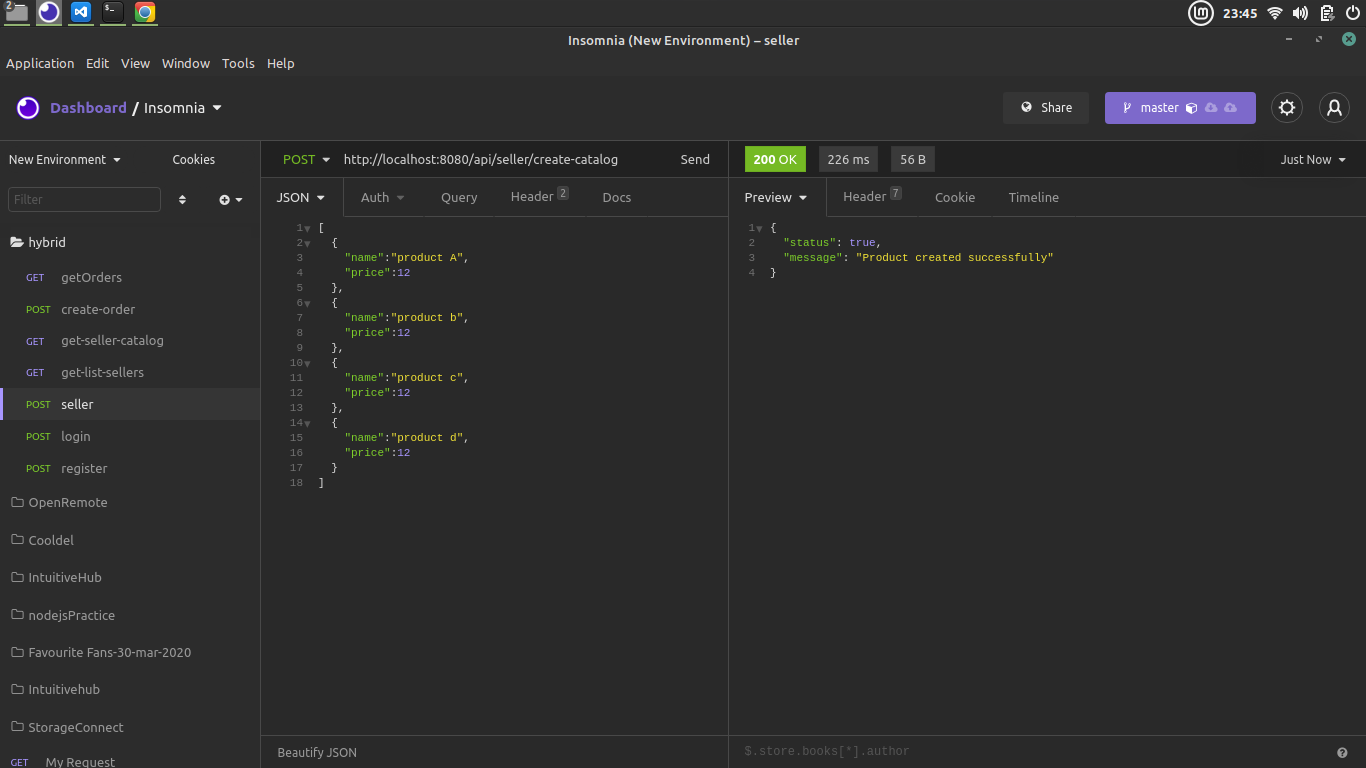 2
23:45
Insomnia (New Environment) – seller
Application Edit View Window Tools Help
Dashboard / Insomnia
Share
master
New Environment
Cookies
POST http://localhost:8080/api/seller/create-catalog Send
200 OK 226 ms 56 B Just Now
Filter
JSON Auth Query Header 2 Docs
Preview Header 7 Cookie Timeline
hybrid
GET getOrders
POST create-order
GET get-seller-catalog
GET get-list-sellers
POST seller
POST login
POST register
OpenRemote
Cooldel
IntuitiveHub
nodejsPractice
Favourite Fans-30-mar-2020
Intuitivehub
StorageConnect
GET My Request
1 [
2 {
3 "name":"product A",
4 "price":12
5 },
6 {
7 "name":"product b",
8 "price":12
9 },
10 {
11 "name":"product c",
12 "price":12
13 },
14 {
15 "name":"product d",
16 "price":12
17 }
18 ]
Beautify JSON
1 {
2 "status": true,
3 "message": "Product created successfully"
4 }
$.store.books[*].author